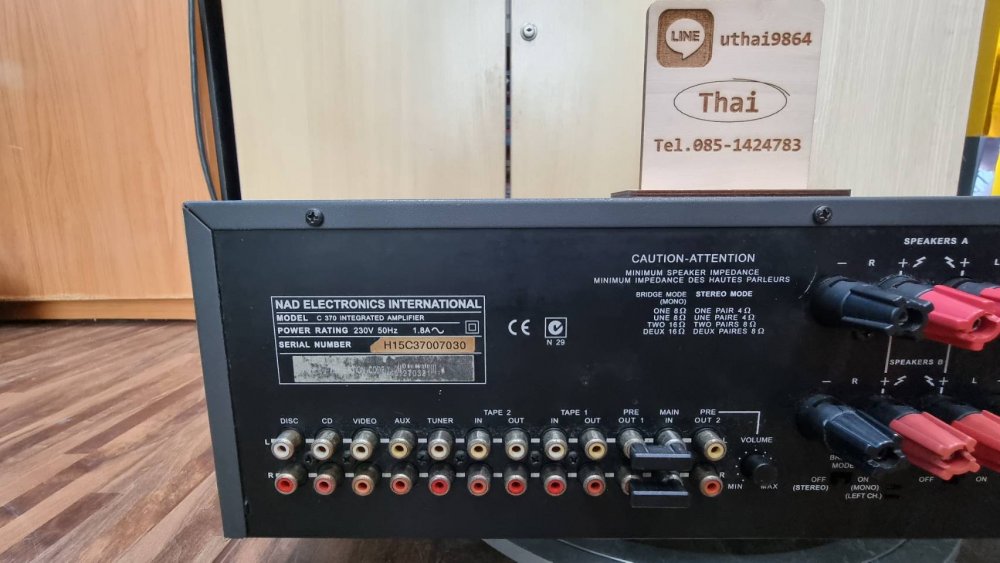 LINE
uthai9864
Thai
Tel.085-1424783
SPEAKERS A
— R + + L
CAUTION-ATTENTION
MINIMUM SPEAKER IMPEDANCE
MINIMUM IMPEDANCE DES HAUTES PARLEURS
BRIDGE MODE STEREO MODE
(MONO)
ONE 8Ω ONE PAIR 4Ω
UNE 8Ω UNE PAIRE 4Ω
TWO 16Ω TWO PAIRS 8Ω
DEUX 16Ω DEUX PAIRES 8Ω
NAD ELECTRONICS INTERNATIONAL
MODEL C 370 INTEGRATED AMPLIFIER
POWER RATING 230V 50Hz 1.8A
SERIAL NUMBER H15C37007030
CE
N 29
SPEAKERS B
— R + + L
DISC CD VIDEO AUX TUNER IN OUT IN OUT
TAPE 2 TAPE 1
PRE OUT 1 MAIN IN PRE OUT 2
VOLUME
L
R
R
MIN MAX
BRIDGE
MODE
OFF ON OFF ON
(STEREO) (MONO)
(LEFT CH.)